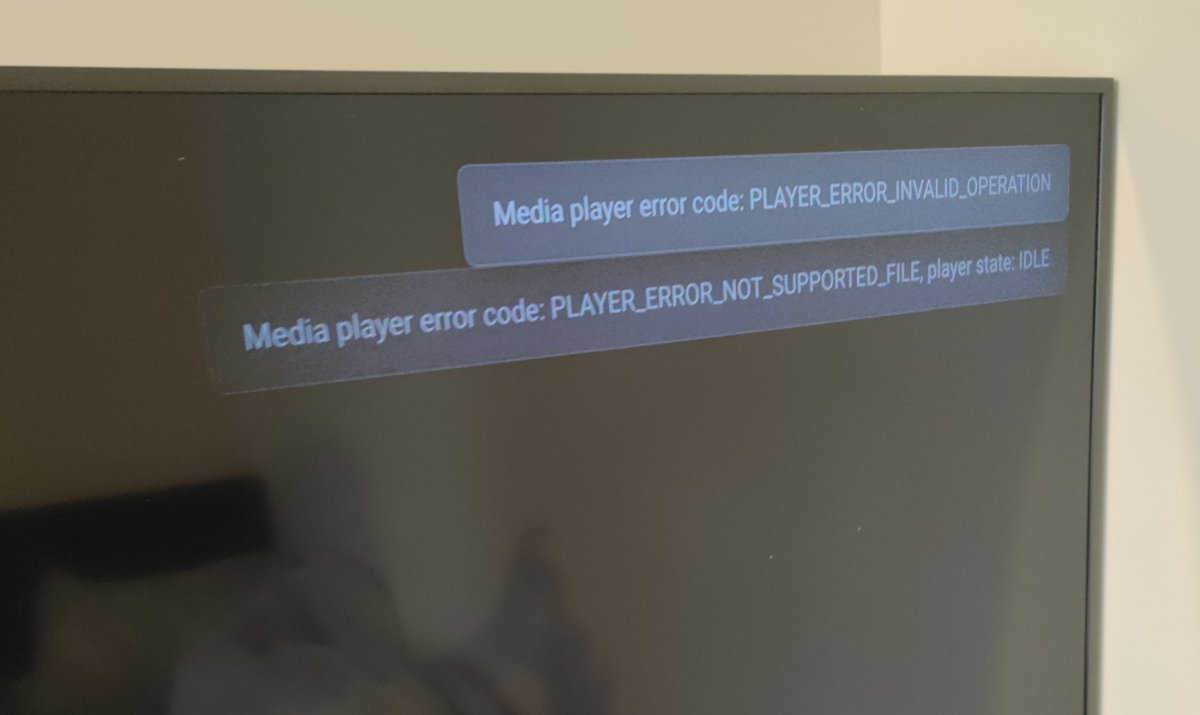 Media player error code: PLAYER_ERROR_INVALID_OPERATION
Media player error code: PLAYER_ERROR_NOT_SUPPORTED_FILE, player state: IDLE